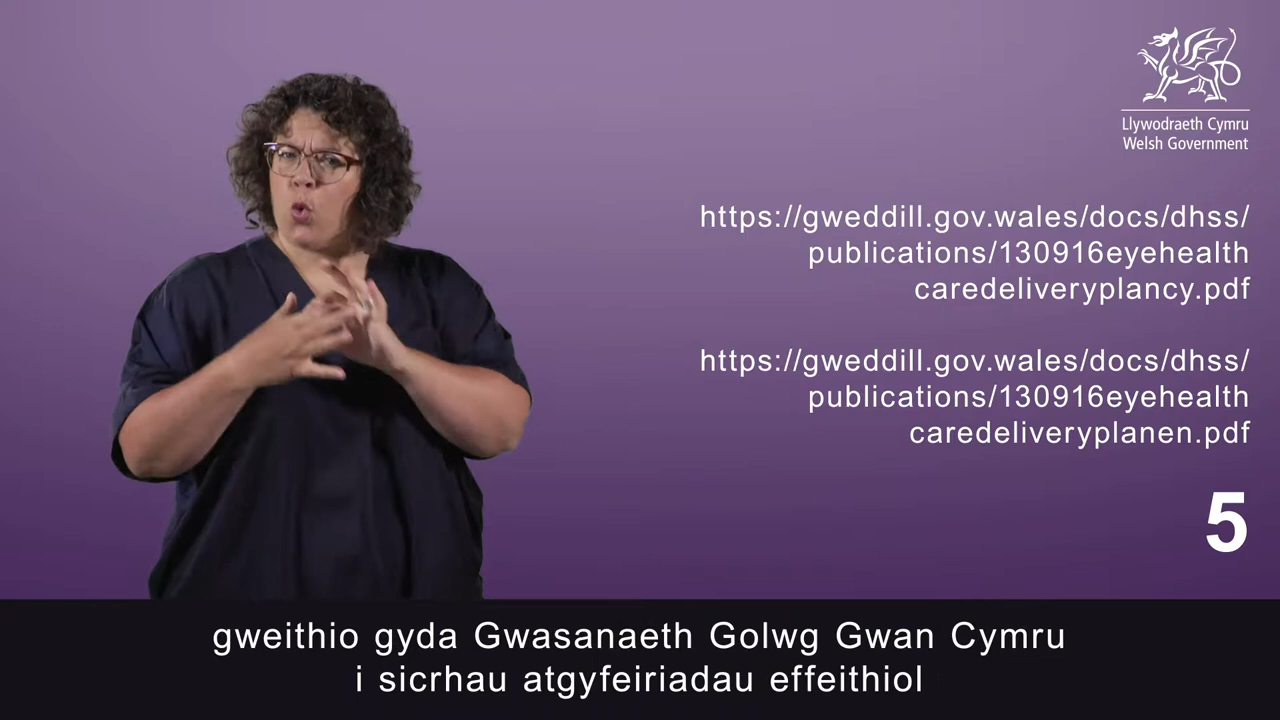 Llywodraeth Cymru
Welsh Government
https://gweddill.gov.wales/docs/dhss/
publications/130916eyehealth
caredeliveryplancy.pdf
https://gweddill.gov.wales/docs/dhss/
publications/130916eyehealth
caredeliveryplanen.pdf
5
gweithio gyda Gwasanaeth Golwg Gwan Cymru
i sicrhau atgyfeiriadau effeithiol